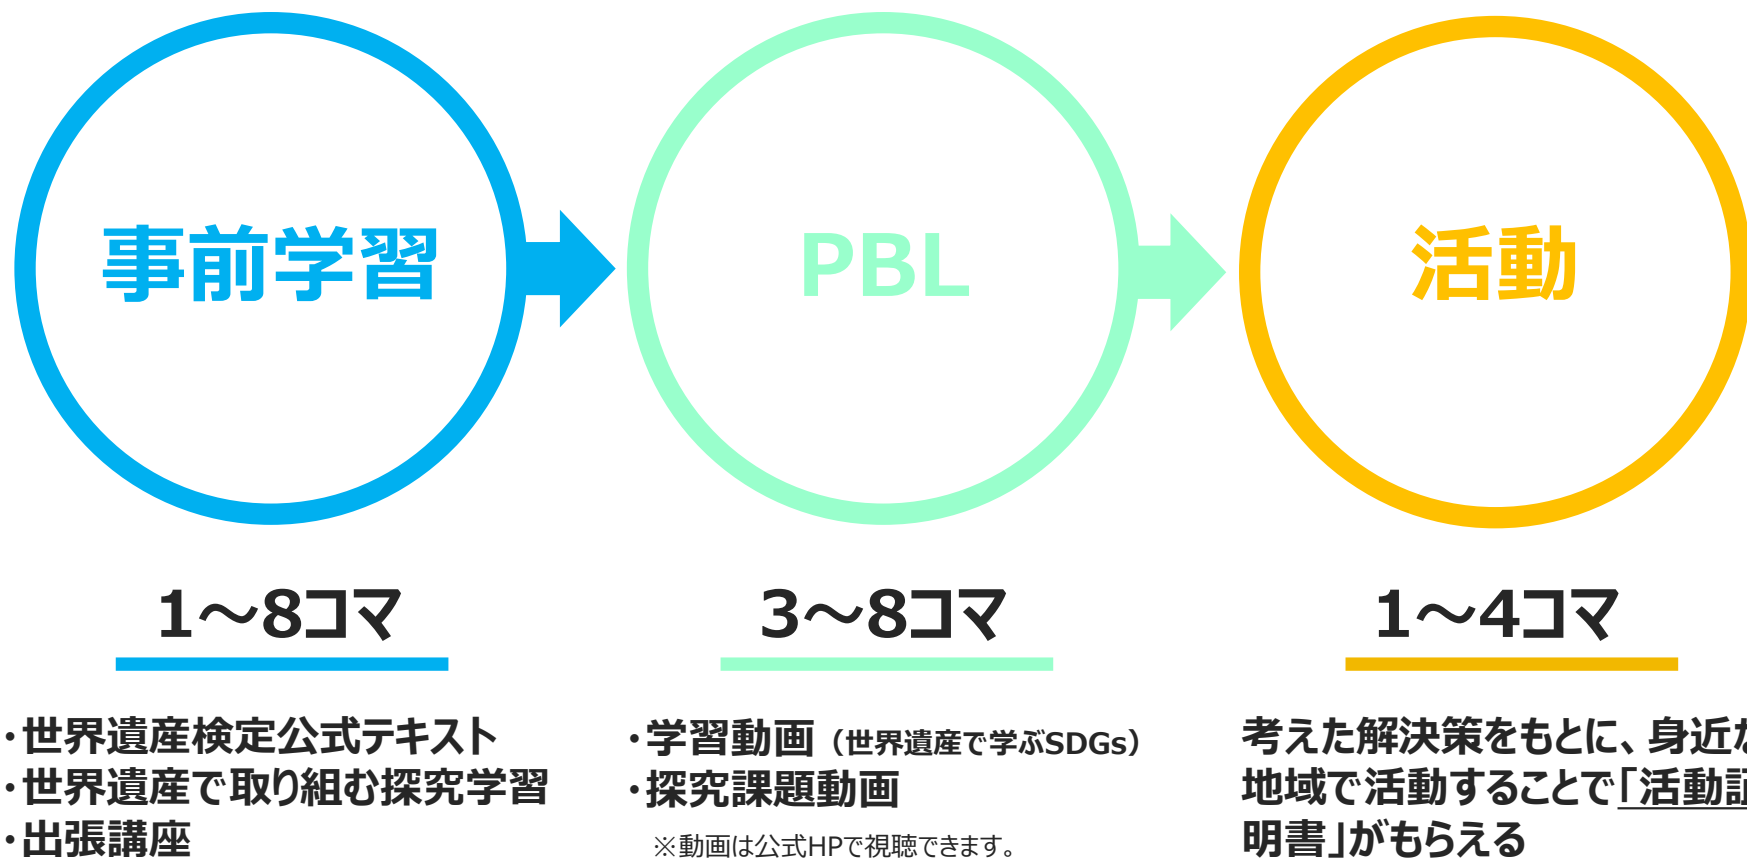 事前学習
PBL
活動
1～8コマ
3～8コマ
1～4コマ
・世界遺産検定公式テキスト
・世界遺産で取り組む探究学習
・出張講座
・学習動画（世界遺産で学ぶSDGs）
・探究課題動画
※動画は公式HPで視聴できます。
考えた解決策をもとに、身近な
地域で活動することで「活動証
明書」がもらえる